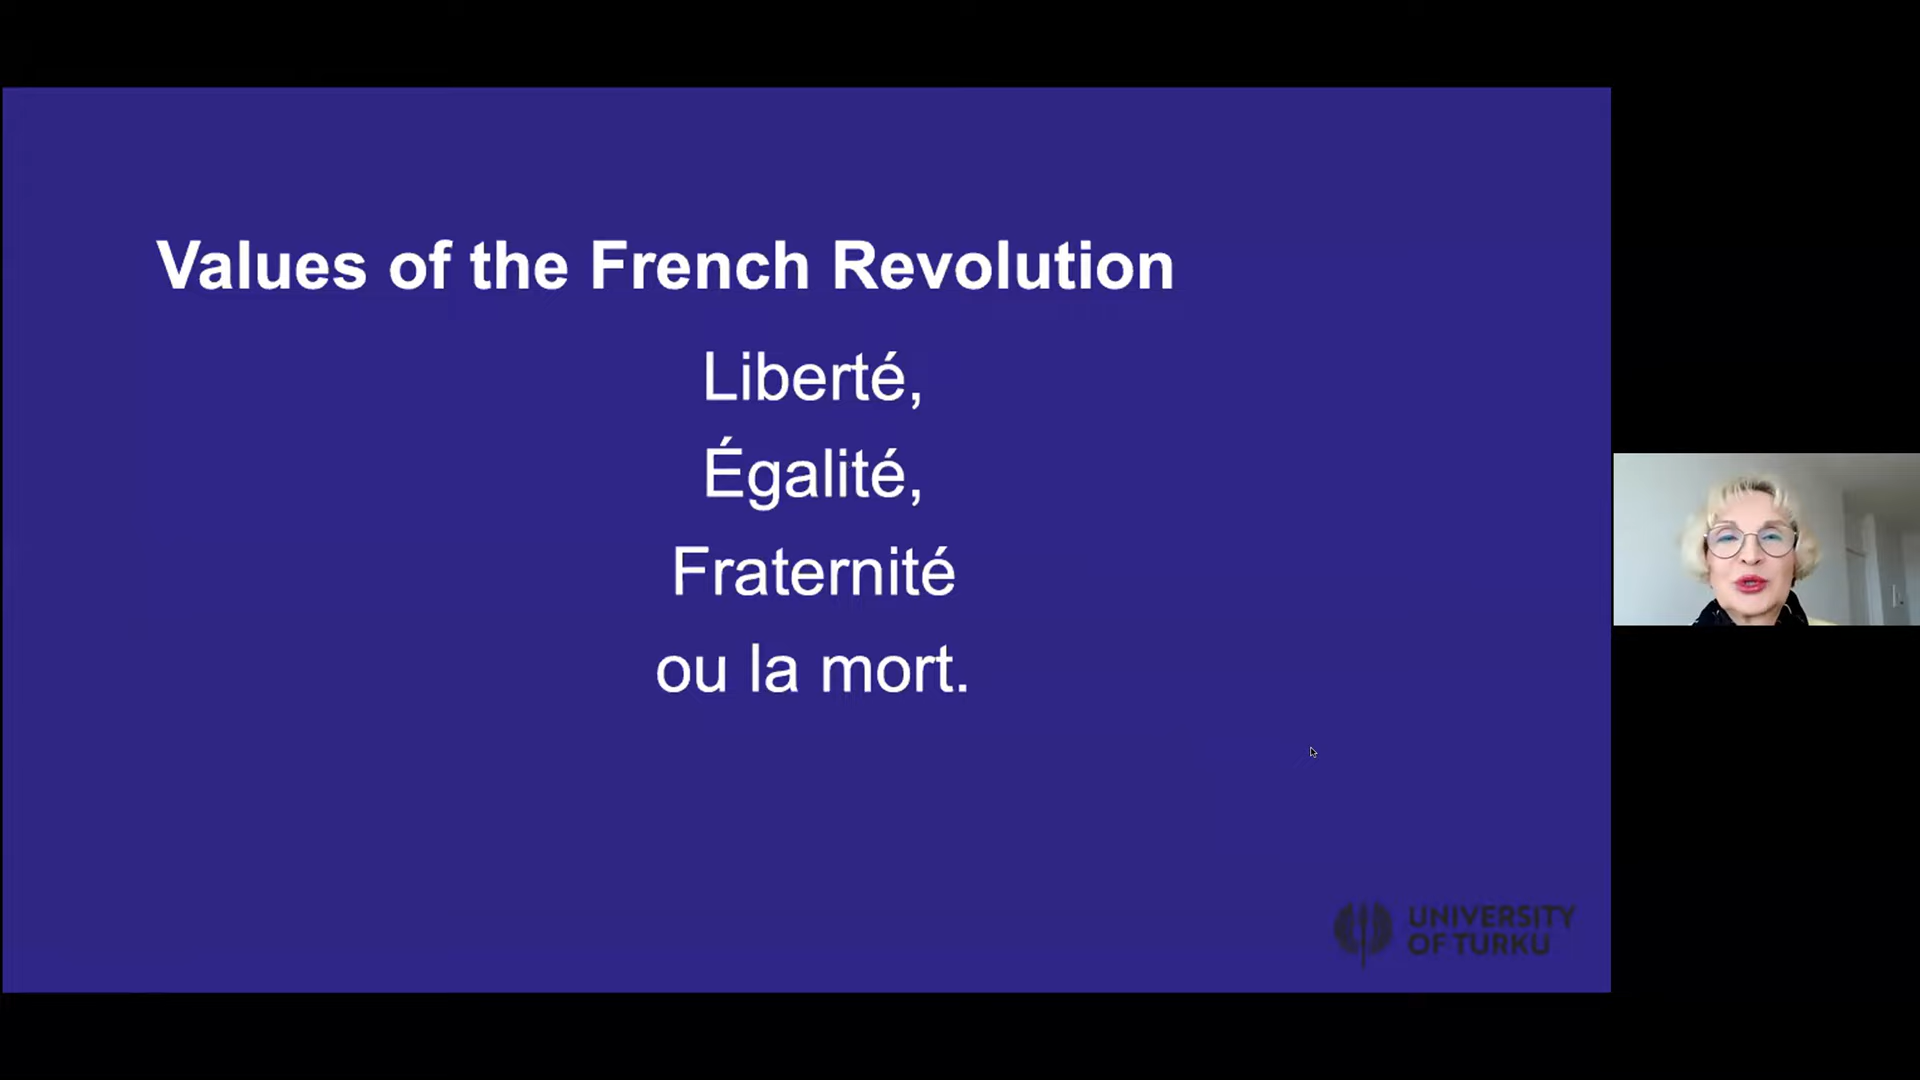 Values of the French Revolution
Liberté,
Égalité,
Fraternité
ou la mort.
UNIVERSITY
OF TURKU